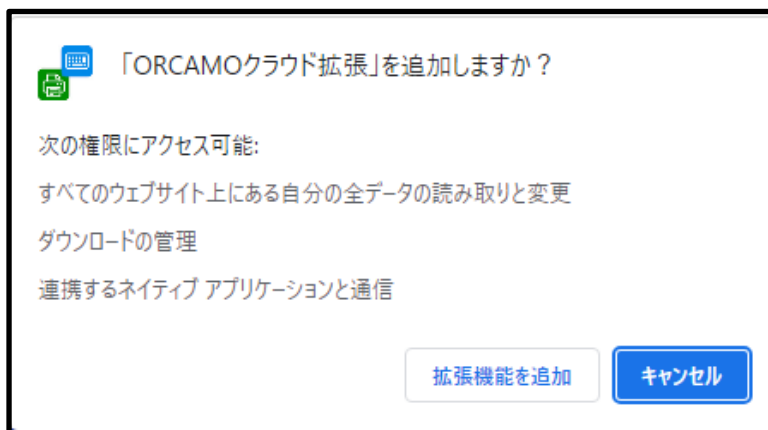 「ORCAMOクラウド拡張」を追加しますか？
次の権限にアクセス可能:
すべてのウェブサイト上にある自分の全データの読み取りと変更
ダウンロードの管理
連携するネイティブ アプリケーションと通信
拡張機能を追加
キャンセル